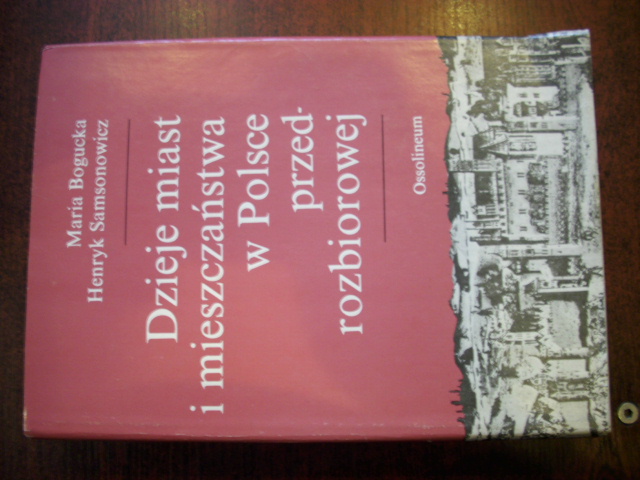 Maria Bogucka
Henryk Samsonowicz
Dzieje miast
i mieszczaństwa
w Polsce
przed-
rozbiorowej
Ossolineum